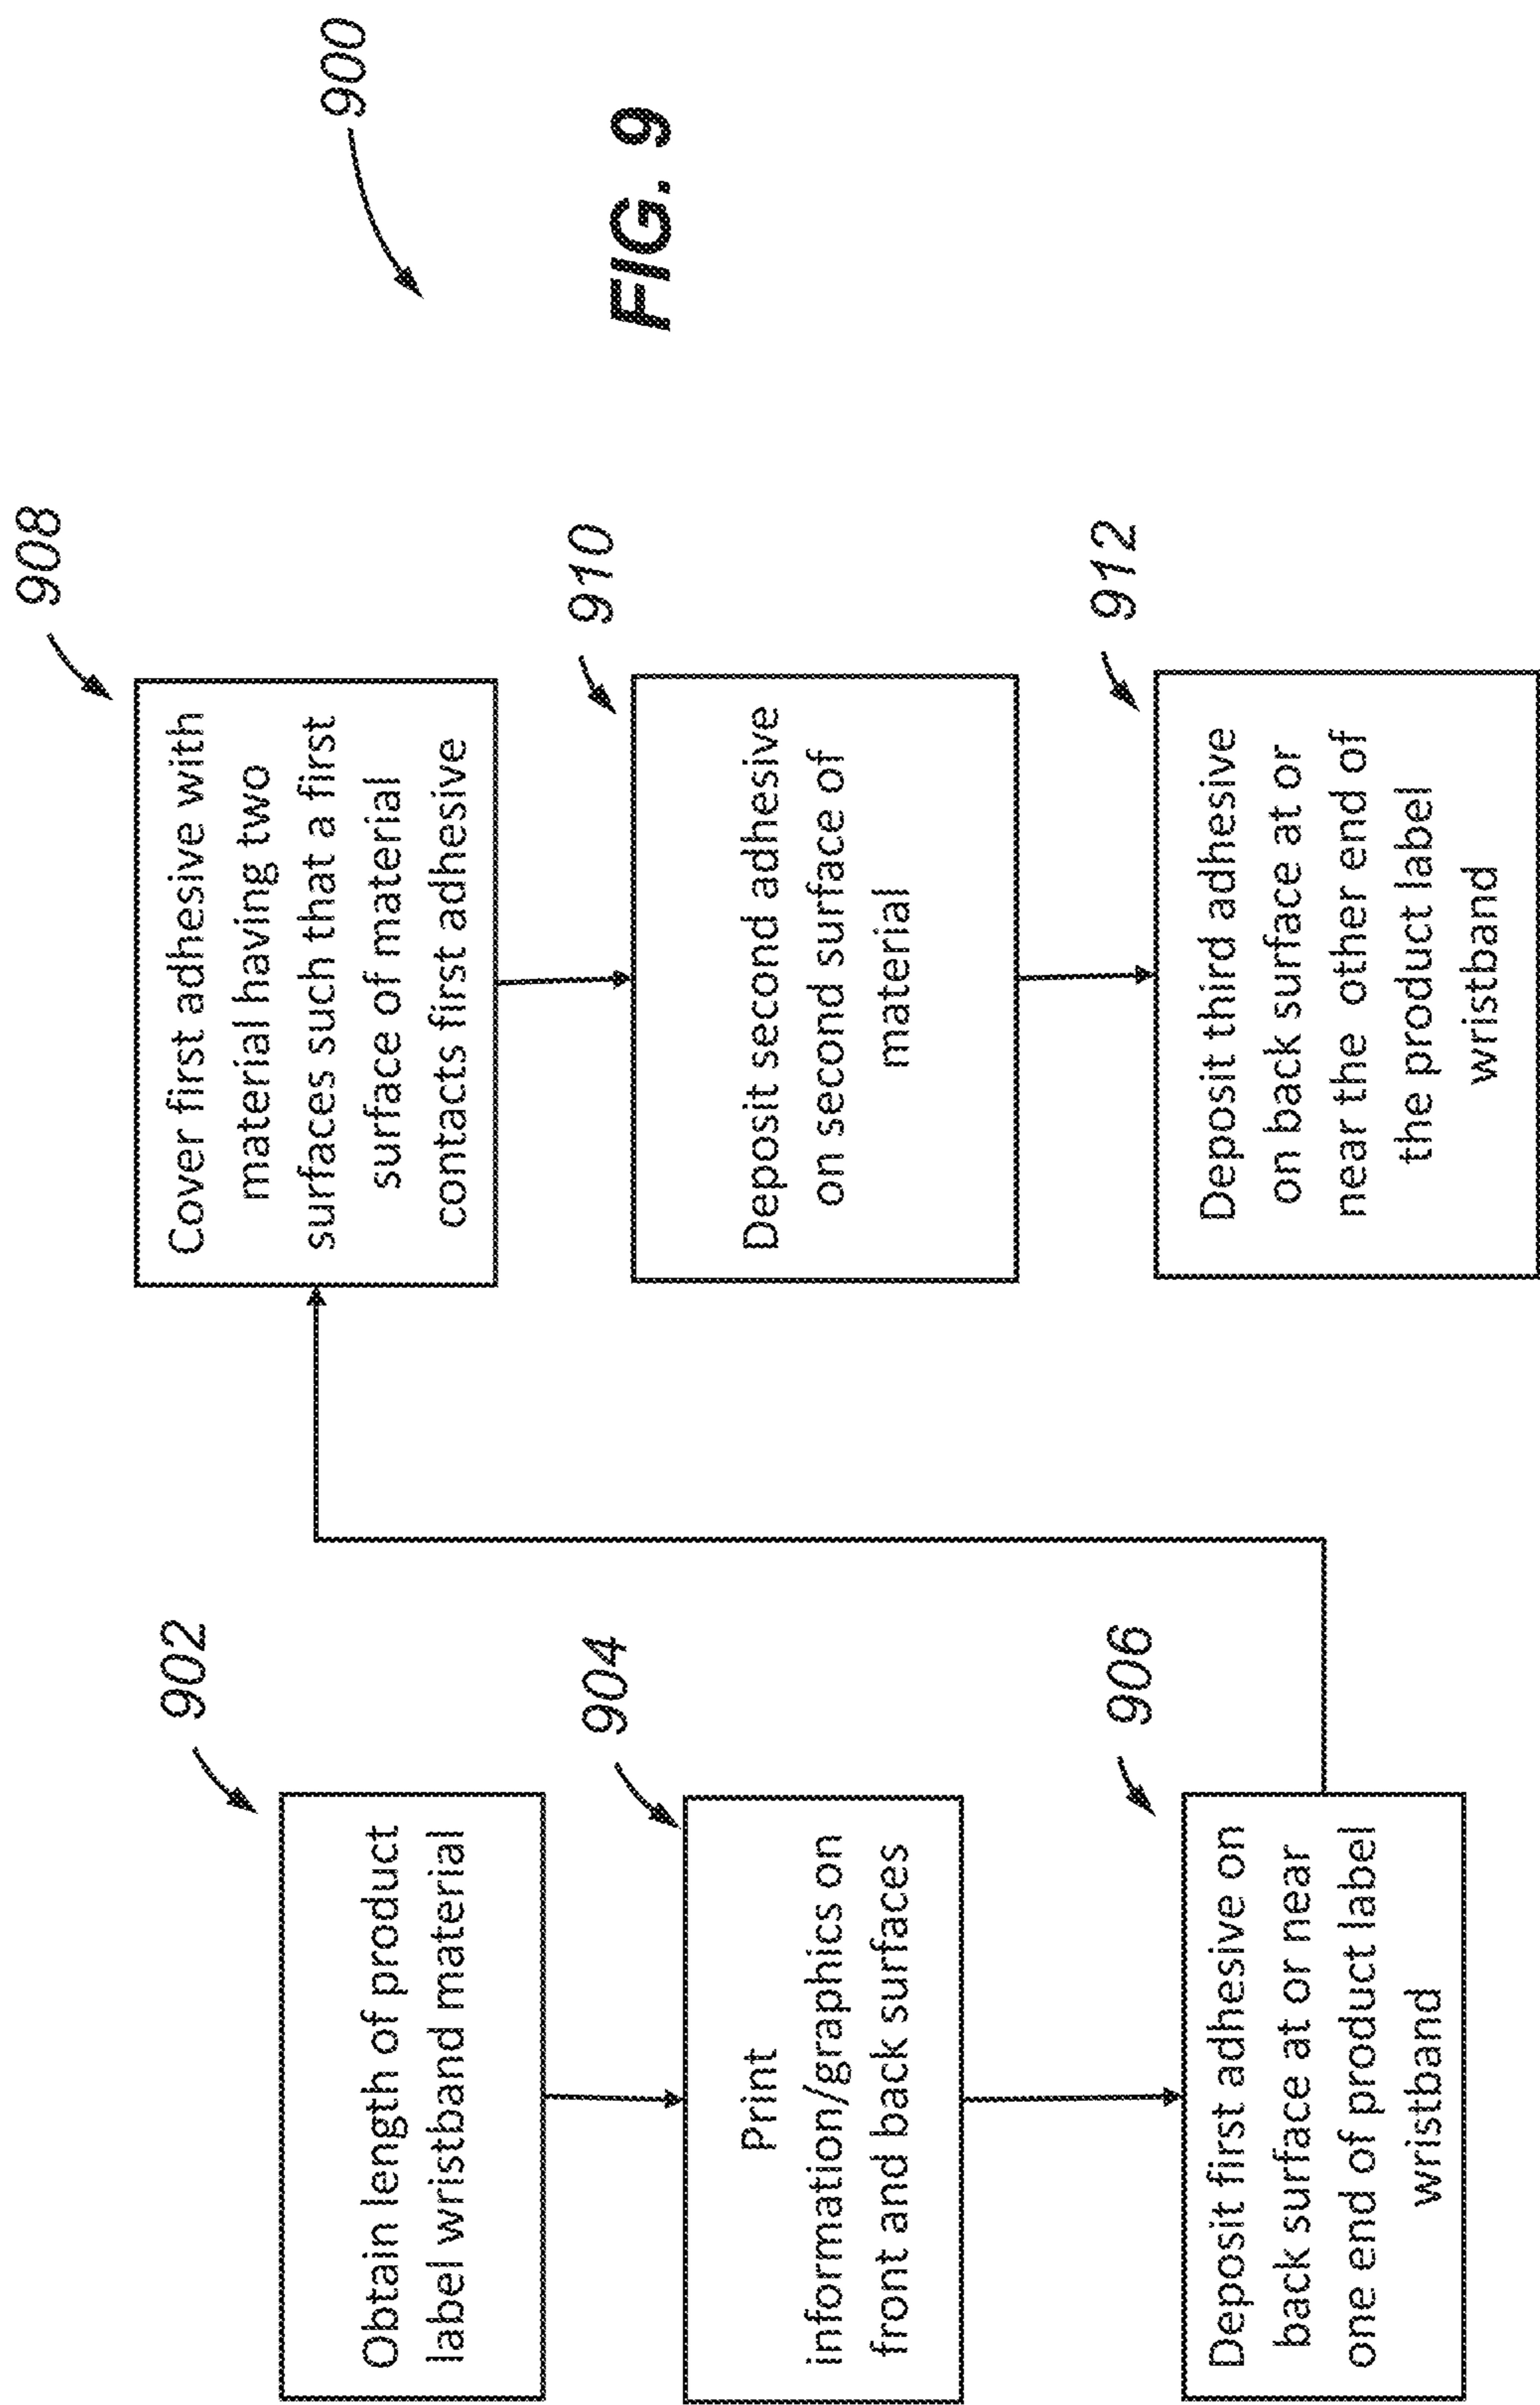 902
Obtain length of product
label wristband material
904
Print
information/graphics on
front and back surfaces
906
Deposit first adhesive on
back surface at or near
one end of product label
wristband
908
Cover first adhesive with
material having two
surfaces such that a first
surface of material
contacts first adhesive
910
Deposit second adhesive
on second surface of
material
912
Deposit third adhesive
on back surface at or
near the other end of
the product label
wristband
900
FIG. 9